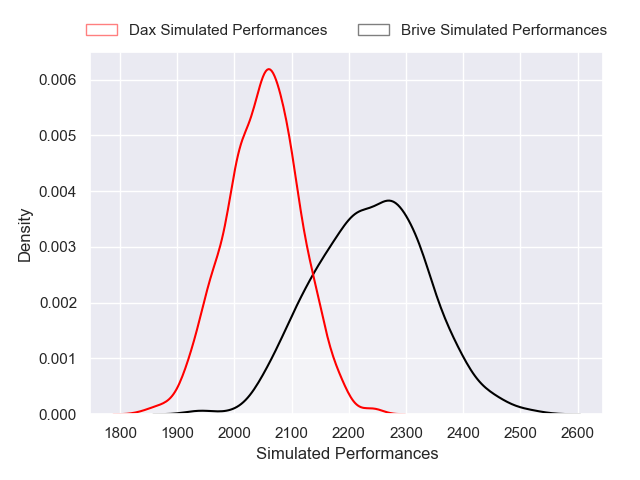 Dax Simulated Performances Brive Simulated Performances
0.006
0.005
0.004
0.003
0.002
0.001
0.000
Density
1800 1900 2000 2100 2200 2300 2400 2500 2600
Simulated Performances